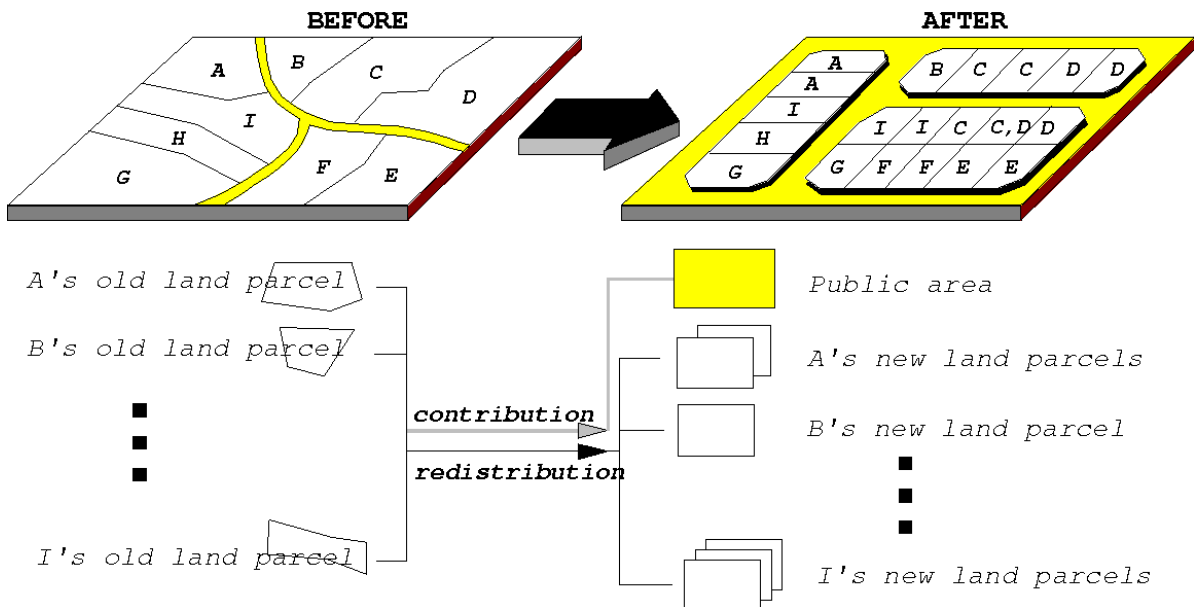 BEFORE
AFTER
A
B
C
D
I
H
G
F
E
A
A
I
H
G
B C C D D
I I C C,D D
G F F E E
A's old land parcel
B's old land parcel
I's old land parcel
contribution
redistribution
Public area
A's new land parcels
B's new land parcel
I's new land parcels